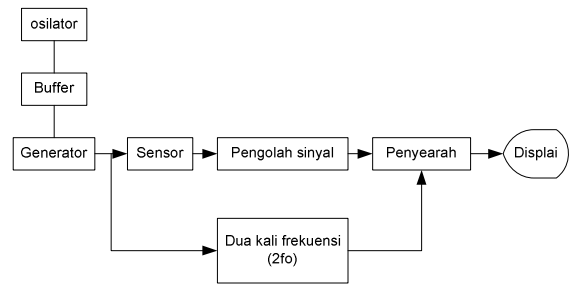 osilator
Buffer
Generator
Sensor
Pengolah sinyal
Penyearah
Displai
Dua kali frekuensi
(2fo)